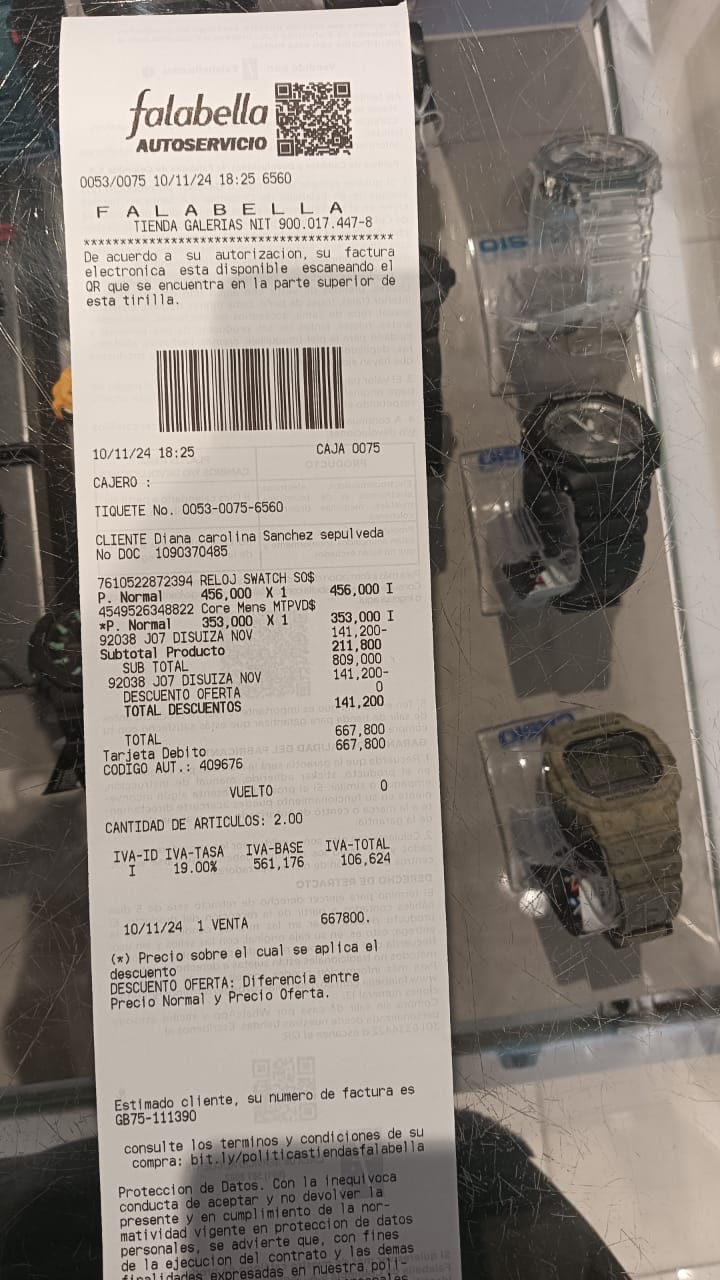 falabella
AUTOSERVICIO
0053/0075 10/11/24 18:25 6560
F A L A B E L L A
TIENDA GALERIAS NIT 900.017.447-8
****************************************
De acuerdo a su autorizacion, su factura
electronica esta disponible escaneando el
QR que se encuentra en la parte superior de
esta tirilla.
10/11/24 18:25 CAJA 0075
CAJERO :
TIQUETE No. 0053-0075-6560
CLIENTE Diana carolina Sanchez sepulveda
No DOC 1090370485
7610522872394 RELOJ SWATCH SO$
P. Normal 456,000 X 1 456,000 I
4549526348822 Core Mens MTPVD$
*P. Normal 353,000 X 1 353,000 I
92038 J07 DISUIZA NOV 141,200-
Subtotal Producto 211,800
SUB TOTAL 809,000
92038 J07 DISUIZA NOV 141,200-
DESCUENTO OFERTA 0
TOTAL DESCUENTOS 141,200
TOTAL 667,800
Tarjeta Debito 667,800
CODIGO AUT.: 409676
VUELTO 0
CANTIDAD DE ARTICULOS: 2.00
IVA-ID IVA-TASA IVA-BASE IVA-TOTAL
I 19.00% 561,176 106,624
10/11/24 1 VENTA 667800.
(*) Precio sobre el cual se aplica el
descuento
DESCUENTO OFERTA: Diferencia entre
Precio Normal y Precio Oferta.
Estimado cliente, su numero de factura es
GB75-111390
consulte los terminos y condiciones de su
compra: bit.ly/politicastiendasfalabella
Proteccion de Datos. Con la inequivoca
conducta de aceptar y no devolver la
presente y en cumplimiento de la nor-
matividad vigente en proteccion de datos
personales, se advierte que, con fines
de la ejecucion del contrato y las demas
finalidades expresadas en nuestra poli-